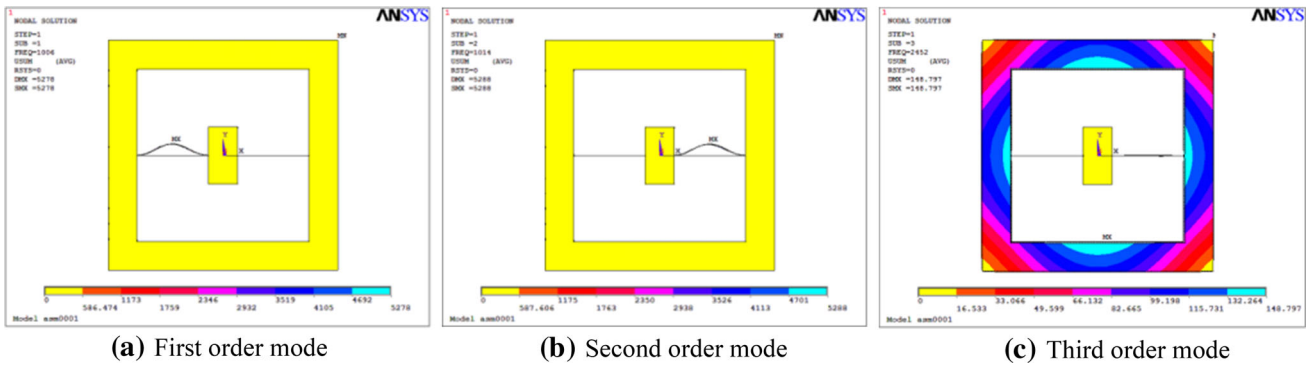 1
ANSYS
NODAL SOLUTION
STEP=1
SUB =1
FREQ=1006
USUM (AVG)
RSYS=0
DMX =5278
SMX =5278
MN
MX
Y
X
0
586.474
1173
1759
2346
2932
3519
4105
4692
5278
Model asm0001
(a) First order mode
1
ANSYS
NODAL SOLUTION
STEP=1
SUB =2
FREQ=1014
USUM (AVG)
RSYS=0
DMX =5288
SMX =5288
MN
Y
MX
X
0
587.606
1175
1763
2350
2938
3526
4113
4701
5288
Model asm0001
(b) Second order mode
1
ANSYS
NODAL SOLUTION
STEP=1
SUB =3
FREQ=2452
USUM (AVG)
RSYS=0
DMX =148.797
SMX =148.797
Y
X
MX
0
16.533
33.066
49.599
66.132
82.665
99.198
115.731
132.264
148.797
Model asm0001
(c) Third order mode